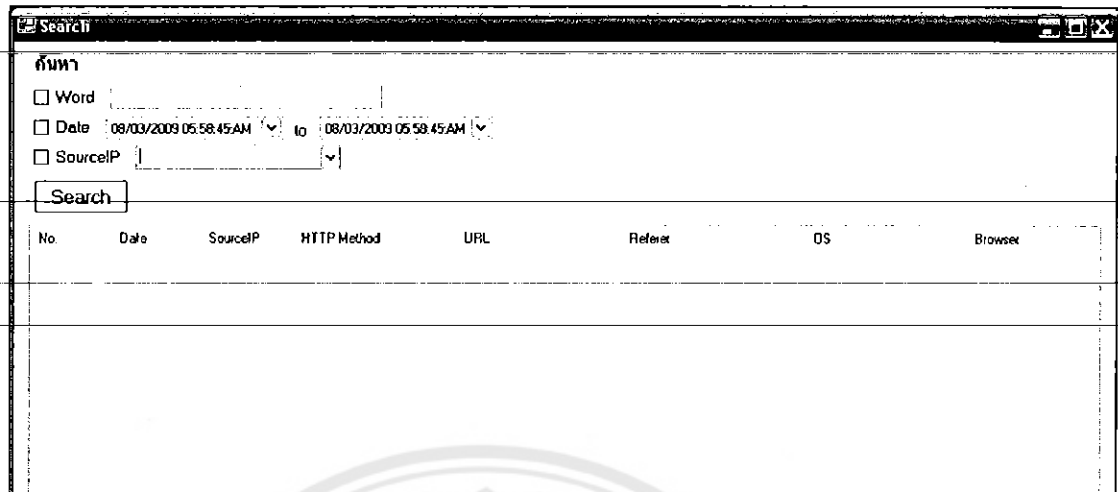 Search
ค้นหา
Word
Date 08/03/2009 05:58:45 AM to 08/03/2009 05:58:45 AM
SourceIP
Search
No. Date SourceIP HTTP Method URL Referer OS Browser